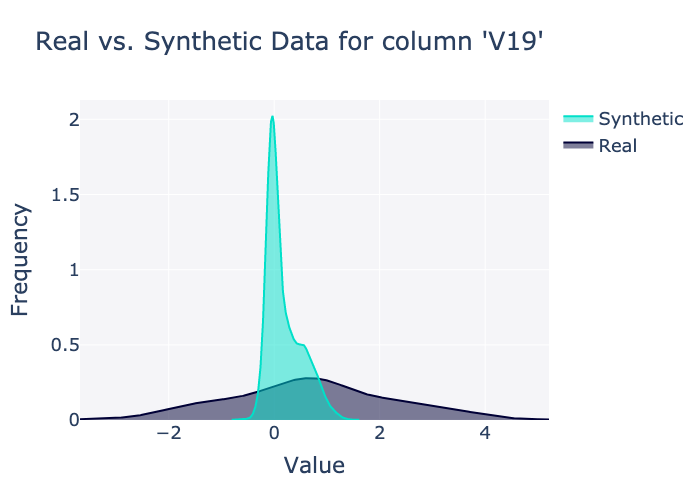 Real vs. Synthetic Data for column 'V19'
Synthetic
Real
2
1.5
1
0.5
0
−2
0
2
4
Frequency
Value